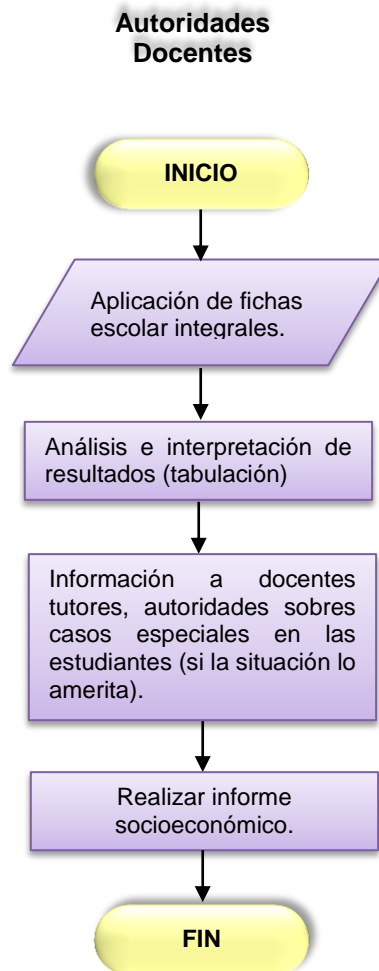 Autoridades
Docentes
INICIO
Aplicación de fichas
escolar integrales.
Análisis e interpretación de
resultados (tabulación)
Información a docentes
tutores, autoridades sobres
casos especiales en las
estudiantes (si la situación lo
amerita).
Realizar informe
socioeconómico.
FIN